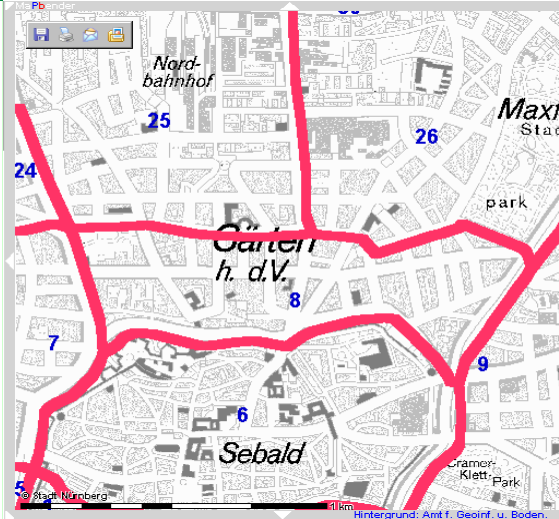 MaPbender
Nord-
bahnhof
25
Maxf
Stad
26
24
park
Gärten
h. d.V.
8
7
9
6
Sebald
Cramer-
Klett-
Park
5
© Stadt Nürnberg
1 km
Hintergrund: Amt f. Geoinf. u. Boden